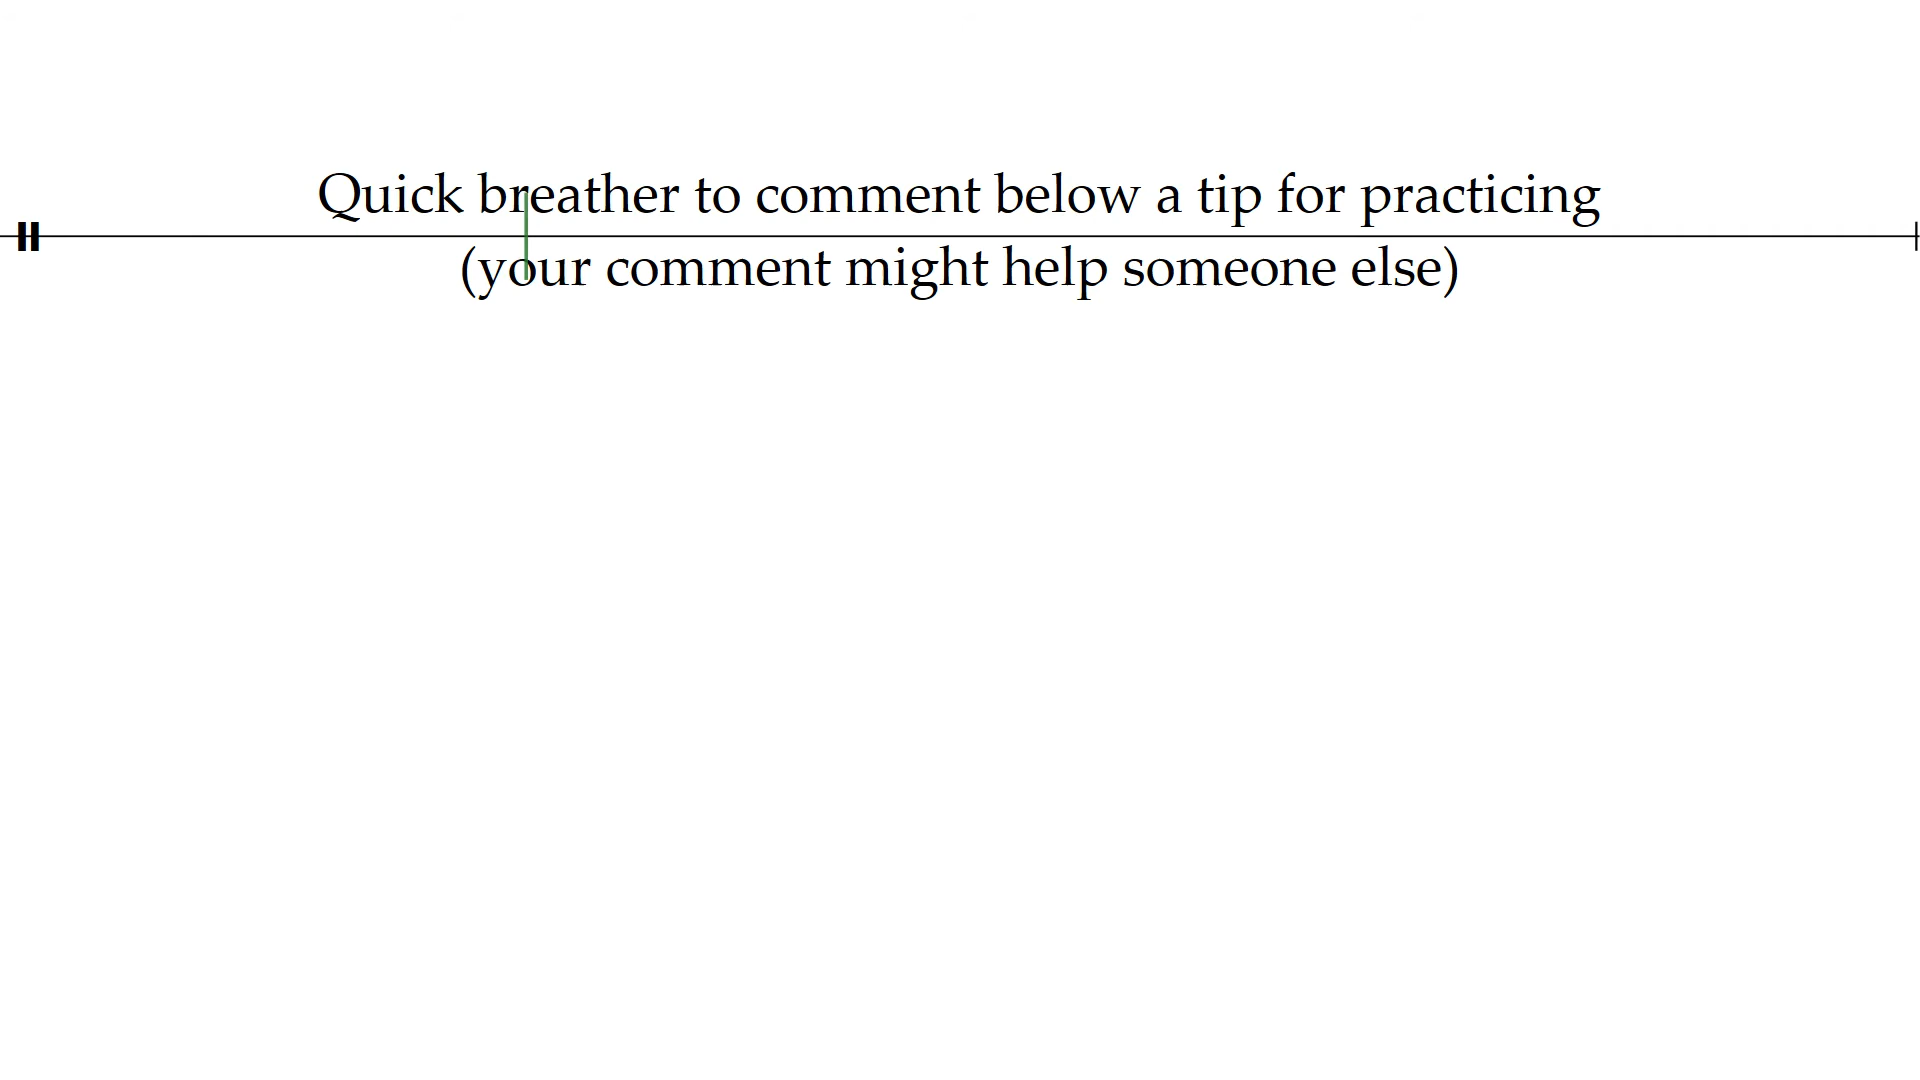 Quick breather to comment below a tip for practicing
(your comment might help someone else)